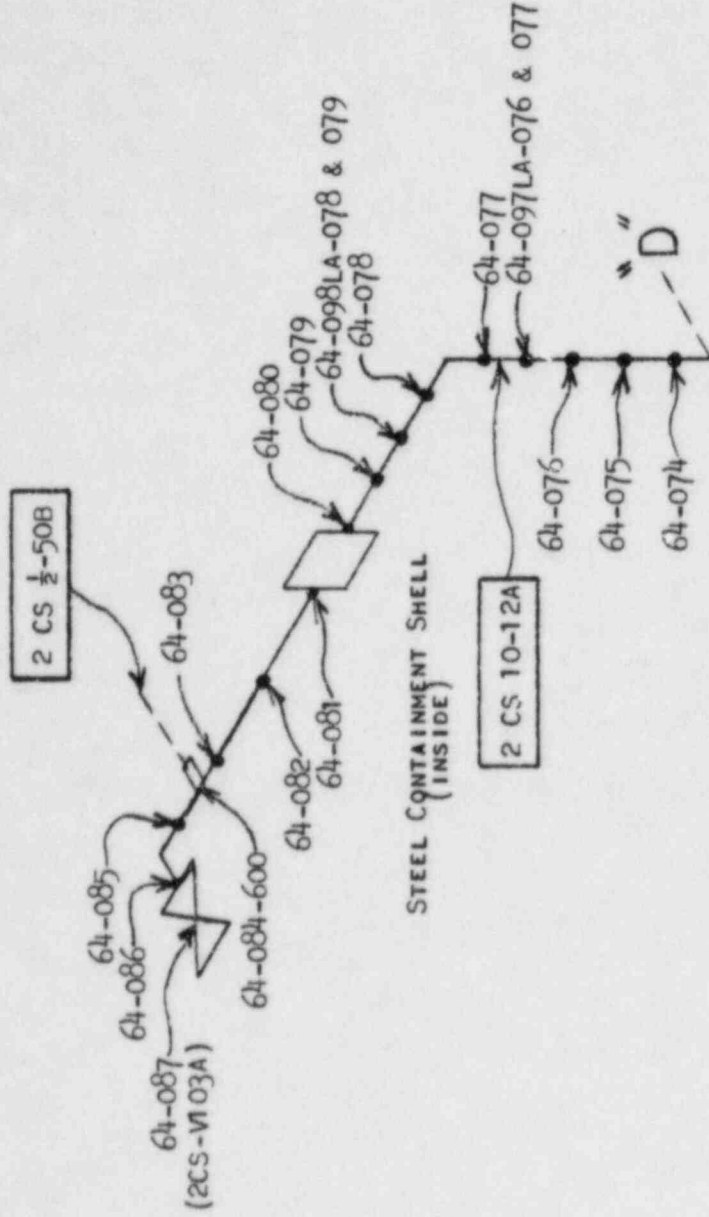 2 CS ½-50B
64-085
64-086
64-087
(2CS-V103A)
64-083
64-084-600
64-082
64-081
64-080
64-079
64-098LA-078 & 079
64-078
STEEL CONTAINMENT SHELL
(INSIDE)
2 CS 10-12A
64-077
64-097LA-076 & 077
64-076
64-075
64-074
"D"